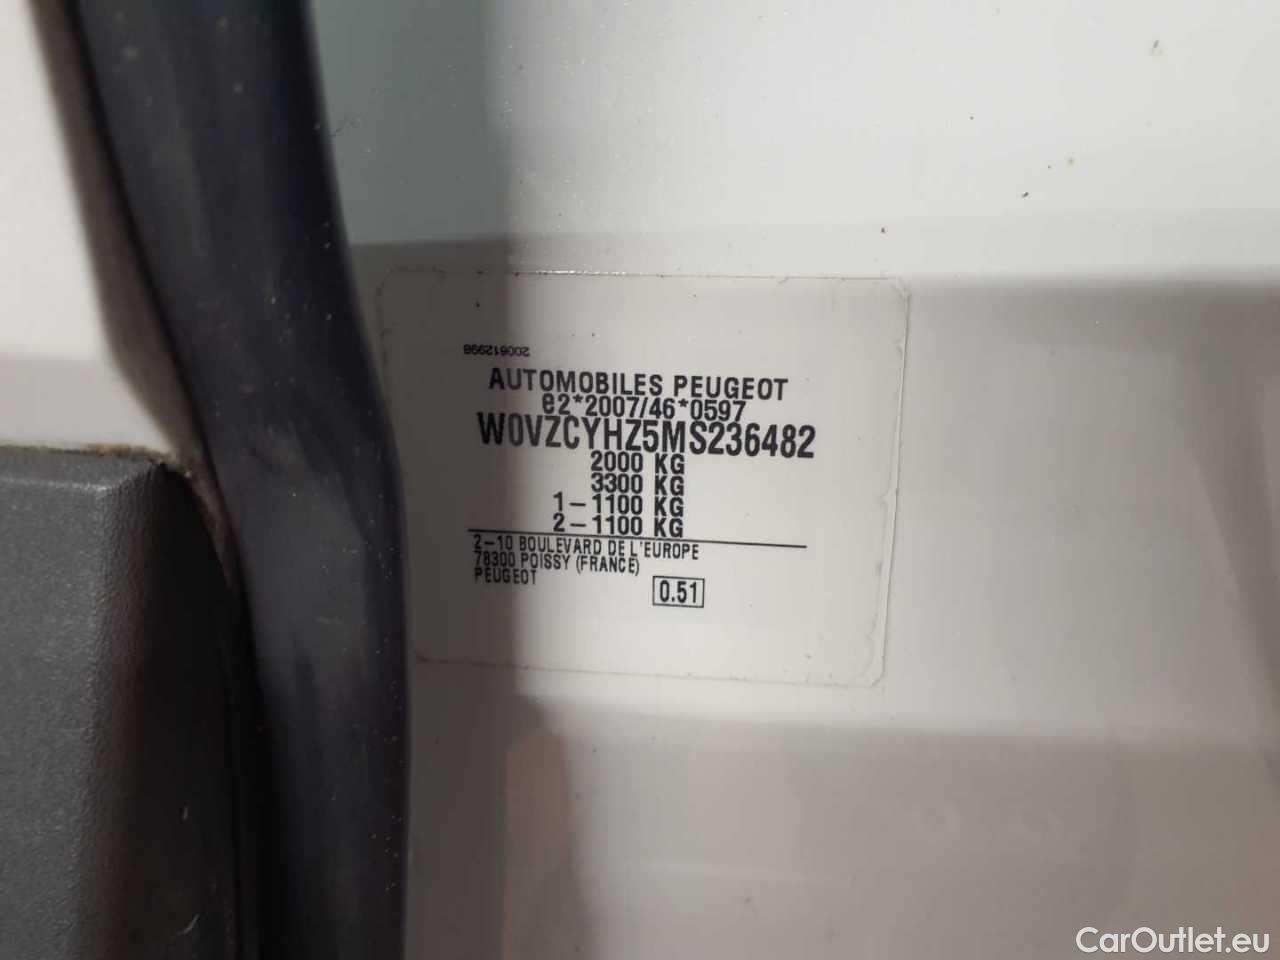 200812998
AUTOMOBILES PEUGEOT
e2*2007/46*0597
W0VZCYHZ5MS236482
2000 KG
3300 KG
1-1100 KG
2-1100 KG
2-10 BOULEVARD DE L'EUROPE
78300 POISSY (FRANCE)
PEUGEOT
0.51
CarOutlet.eu